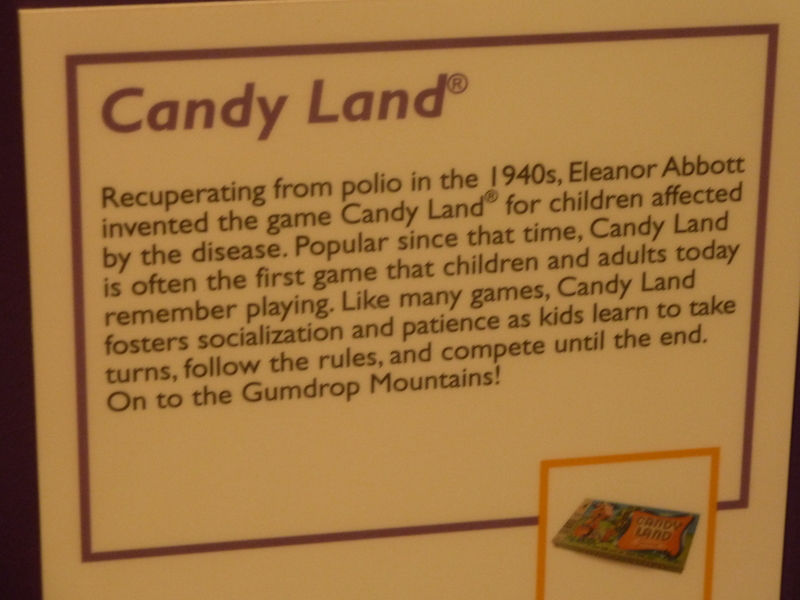 Candy Land®
Recuperating from polio in the 1940s, Eleanor Abbott
invented the game Candy Land® for children affected
by the disease. Popular since that time, Candy Land
is often the first game that children and adults today
remember playing. Like many games, Candy Land
fosters socialization and patience as kids learn to take
turns, follow the rules, and compete until the end.
On to the Gumdrop Mountains!
CANDY
LAND